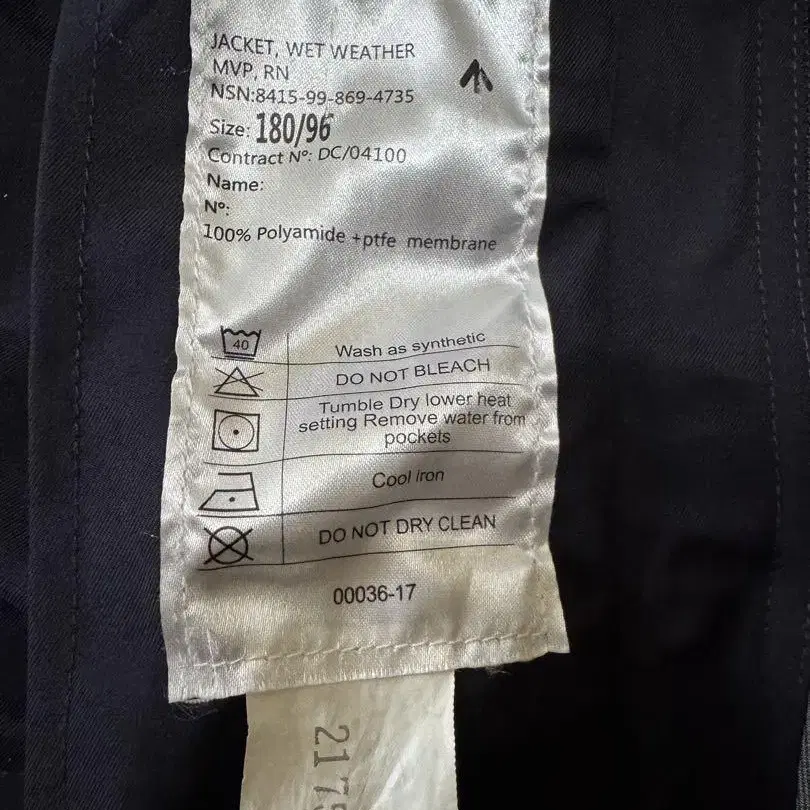 JACKET, WET WEATHER
MVP, RN
NSN:8415-99-869-4735
Size: 180/96
Contract Nº: DC/04100
Name:
Nº:
100% Polyamide +ptfe membrane
40
Wash as synthetic
DO NOT BLEACH
Tumble Dry lower heat
setting Remove water from
pockets
Cool iron
DO NOT DRY CLEAN
00036-17